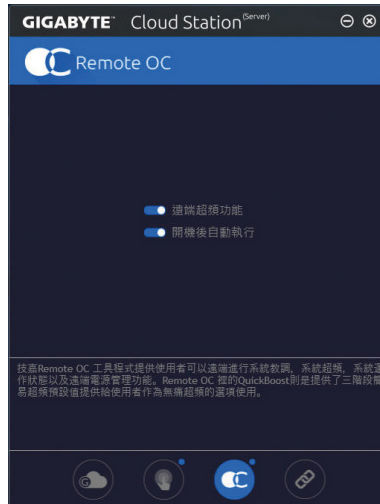 GIGABYTE™ Cloud Station(Server)
Remote OC
遠端超頻功能
開機後自動執行
技嘉Remote OC 工具程式提供使用者可以遠端進行系統教調，系統超頻，系統運
作狀態以及遠端電源管理功能。Remote OC 裡的QuickBoost則是提供了三階段簡
易超頻預設值提供給使用者作為無痛超頻的選項使用。